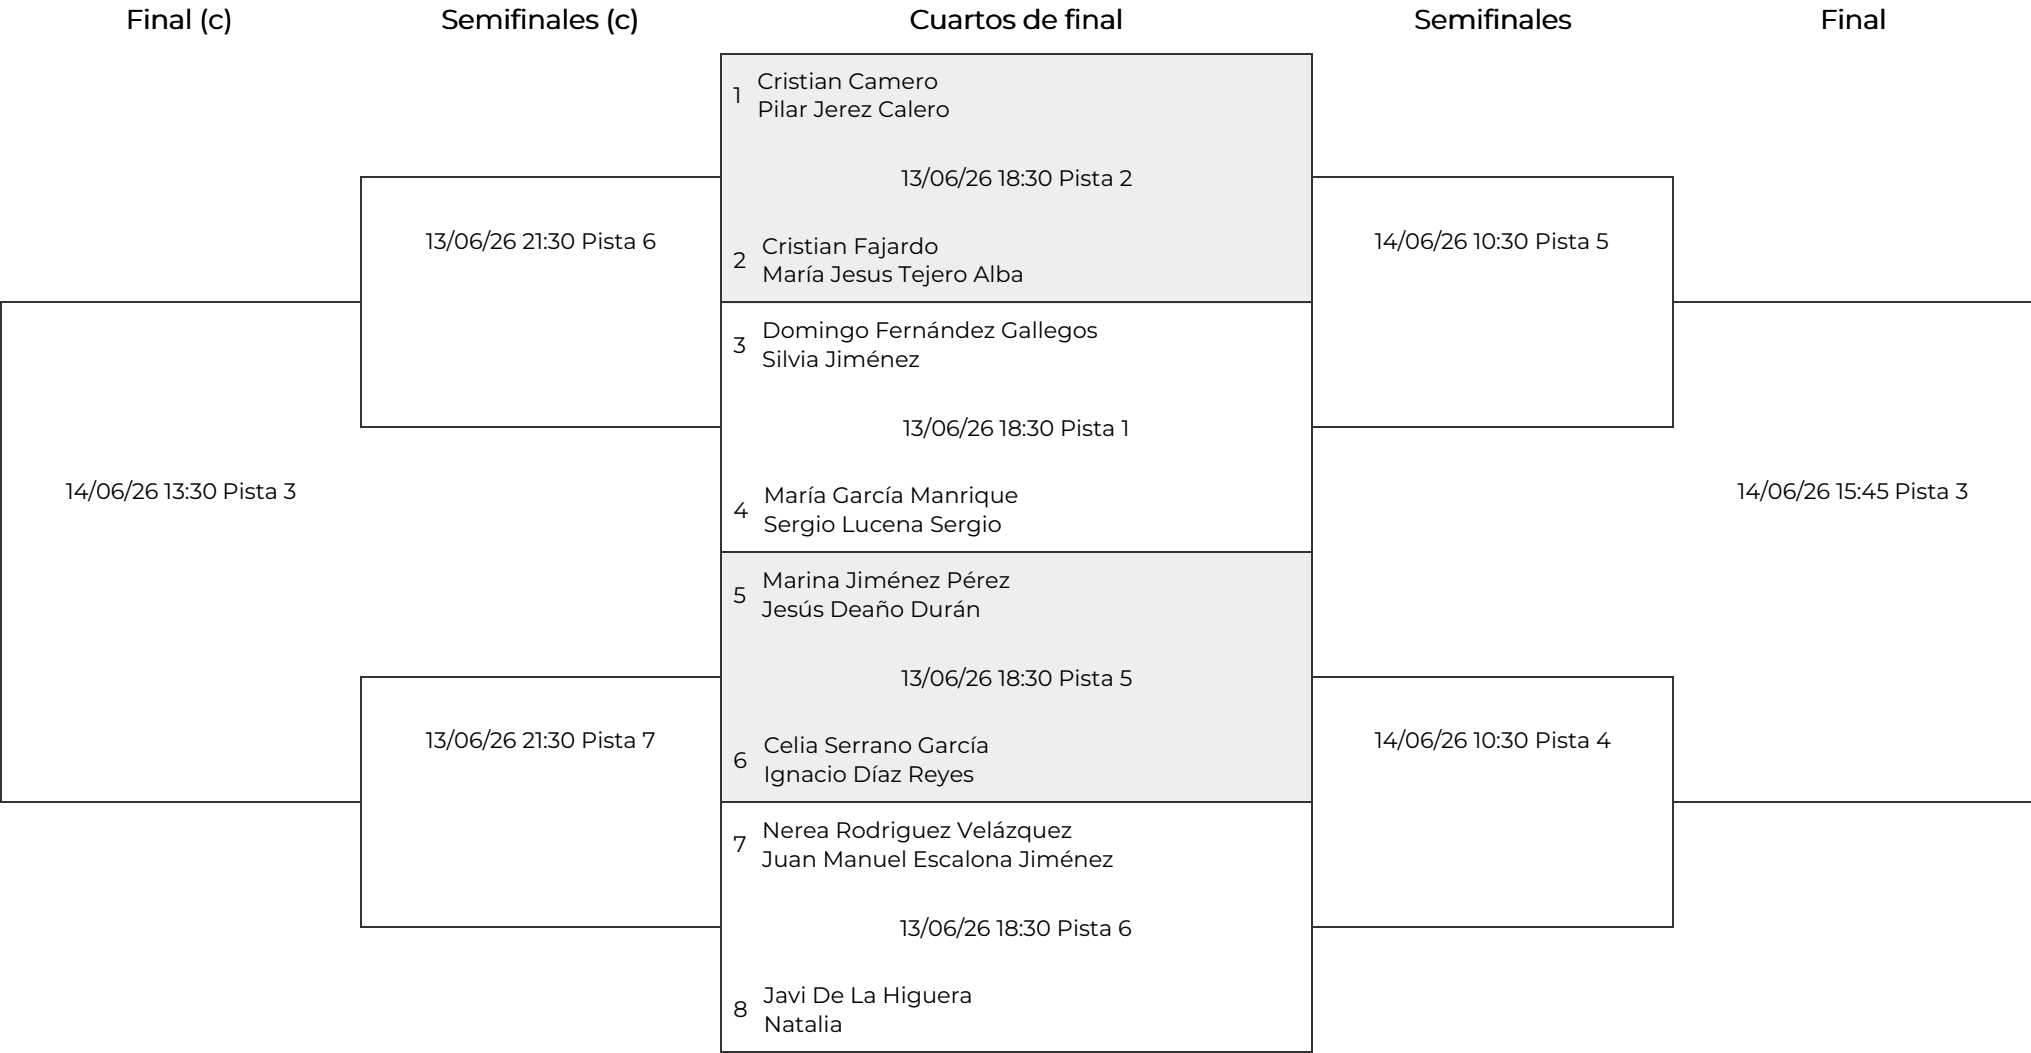 Final (c)
Semifinales (c)
Cuartos de final
Semifinales
Final
1
Cristian Camero
Pilar Jerez Calero
13/06/26 18:30 Pista 2
2
Cristian Fajardo
María Jesus Tejero Alba
3
Domingo Fernández Gallegos
Silvia Jiménez
13/06/26 18:30 Pista 1
4
María García Manrique
Sergio Lucena Sergio
5
Marina Jiménez Pérez
Jesús Deaño Durán
13/06/26 18:30 Pista 5
6
Celia Serrano García
Ignacio Díaz Reyes
7
Nerea Rodriguez Velázquez
Juan Manuel Escalona Jiménez
13/06/26 18:30 Pista 6
8
Javi De La Higuera
Natalia
13/06/26 21:30 Pista 6
13/06/26 21:30 Pista 7
14/06/26 13:30 Pista 3
14/06/26 10:30 Pista 5
14/06/26 10:30 Pista 4
14/06/26 15:45 Pista 3